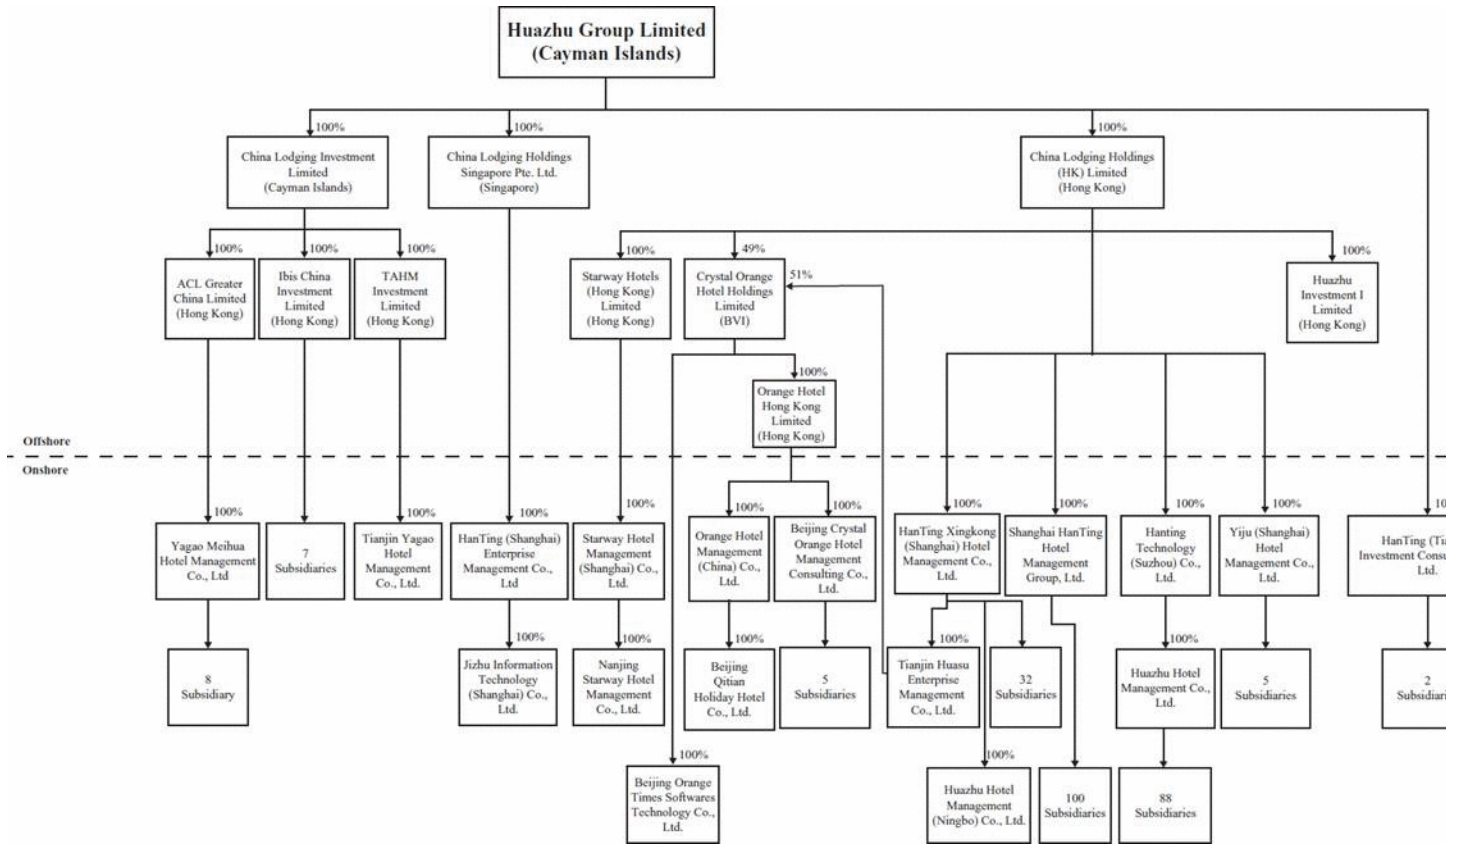 Huazhu Group Limited
(Cayman Islands)
100%
100%
100%
China Lodging Investment
Limited
(Cayman Islands)
China Lodging Holdings
Singapore Pte. Ltd.
(Singapore)
China Lodging Holdings
(HK) Limited
(Hong Kong)
100%
100%
100%
100%
49%
51%
100%
ACL Greater
China Limited
(Hong Kong)
Ibis China
Investment
Limited
(Hong Kong)
TAHM
Investment
Limited
(Hong Kong)
Starway Hotels
(Hong Kong)
Limited
(Hong Kong)
Crystal Orange
Hotel Holdings
Limited
(BVI)
Huazhu
Investment I
Limited
(Hong Kong)
100%
Orange Hotel
Hong Kong
Limited
(Hong Kong)
Offshore
Onshore
100%
100%
100%
100%
100%
100%
100%
100%
100%
100%
100%
10
Yagao Meihua
Hotel Management
Co., Ltd
7
Subsidiaries
Tianjin Yagao
Hotel
Management
Co., Ltd.
HanTing (Shanghai)
Enterprise
Management Co.,
Ltd
Starway Hotel
Management
(Shanghai) Co.,
Ltd.
Orange Hotel
Management
(China) Co.,
Ltd.
Beijing Crystal
Orange Hotel
Management
Consulting Co.,
Ltd.
HanTing Xingkong
(Shanghai) Hotel
Management Co.,
Ltd.
Shanghai HanTing
Hotel
Management
Group, Ltd.
Hanting
Technology
(Suzhou) Co.,
Ltd.
Yiju (Shanghai)
Hotel
Management Co.,
Ltd.
HanTing (Tia
Investment Consu
Ltd.
100%
100%
100%
100%
100%
8
Subsidiary
Jizhu Information
Technology
(Shanghai) Co.,
Ltd.
Nanjing
Starway Hotel
Management
Co., Ltd.
Beijing
Qitian
Holiday Hotel
Co., Ltd.
5
Subsidiaries
Tianjin Huasu
Enterprise
Management
Co., Ltd.
32
Subsidiaries
Huazhu Hotel
Management Co.,
Ltd.
5
Subsidiaries
2
Subsidia
100%
100%
Beijing Orange
Times Softwares
Technology Co.,
Ltd.
Huazhu Hotel
Management
(Ningbo) Co., Ltd.
100
Subsidiaries
88
Subsidiaries